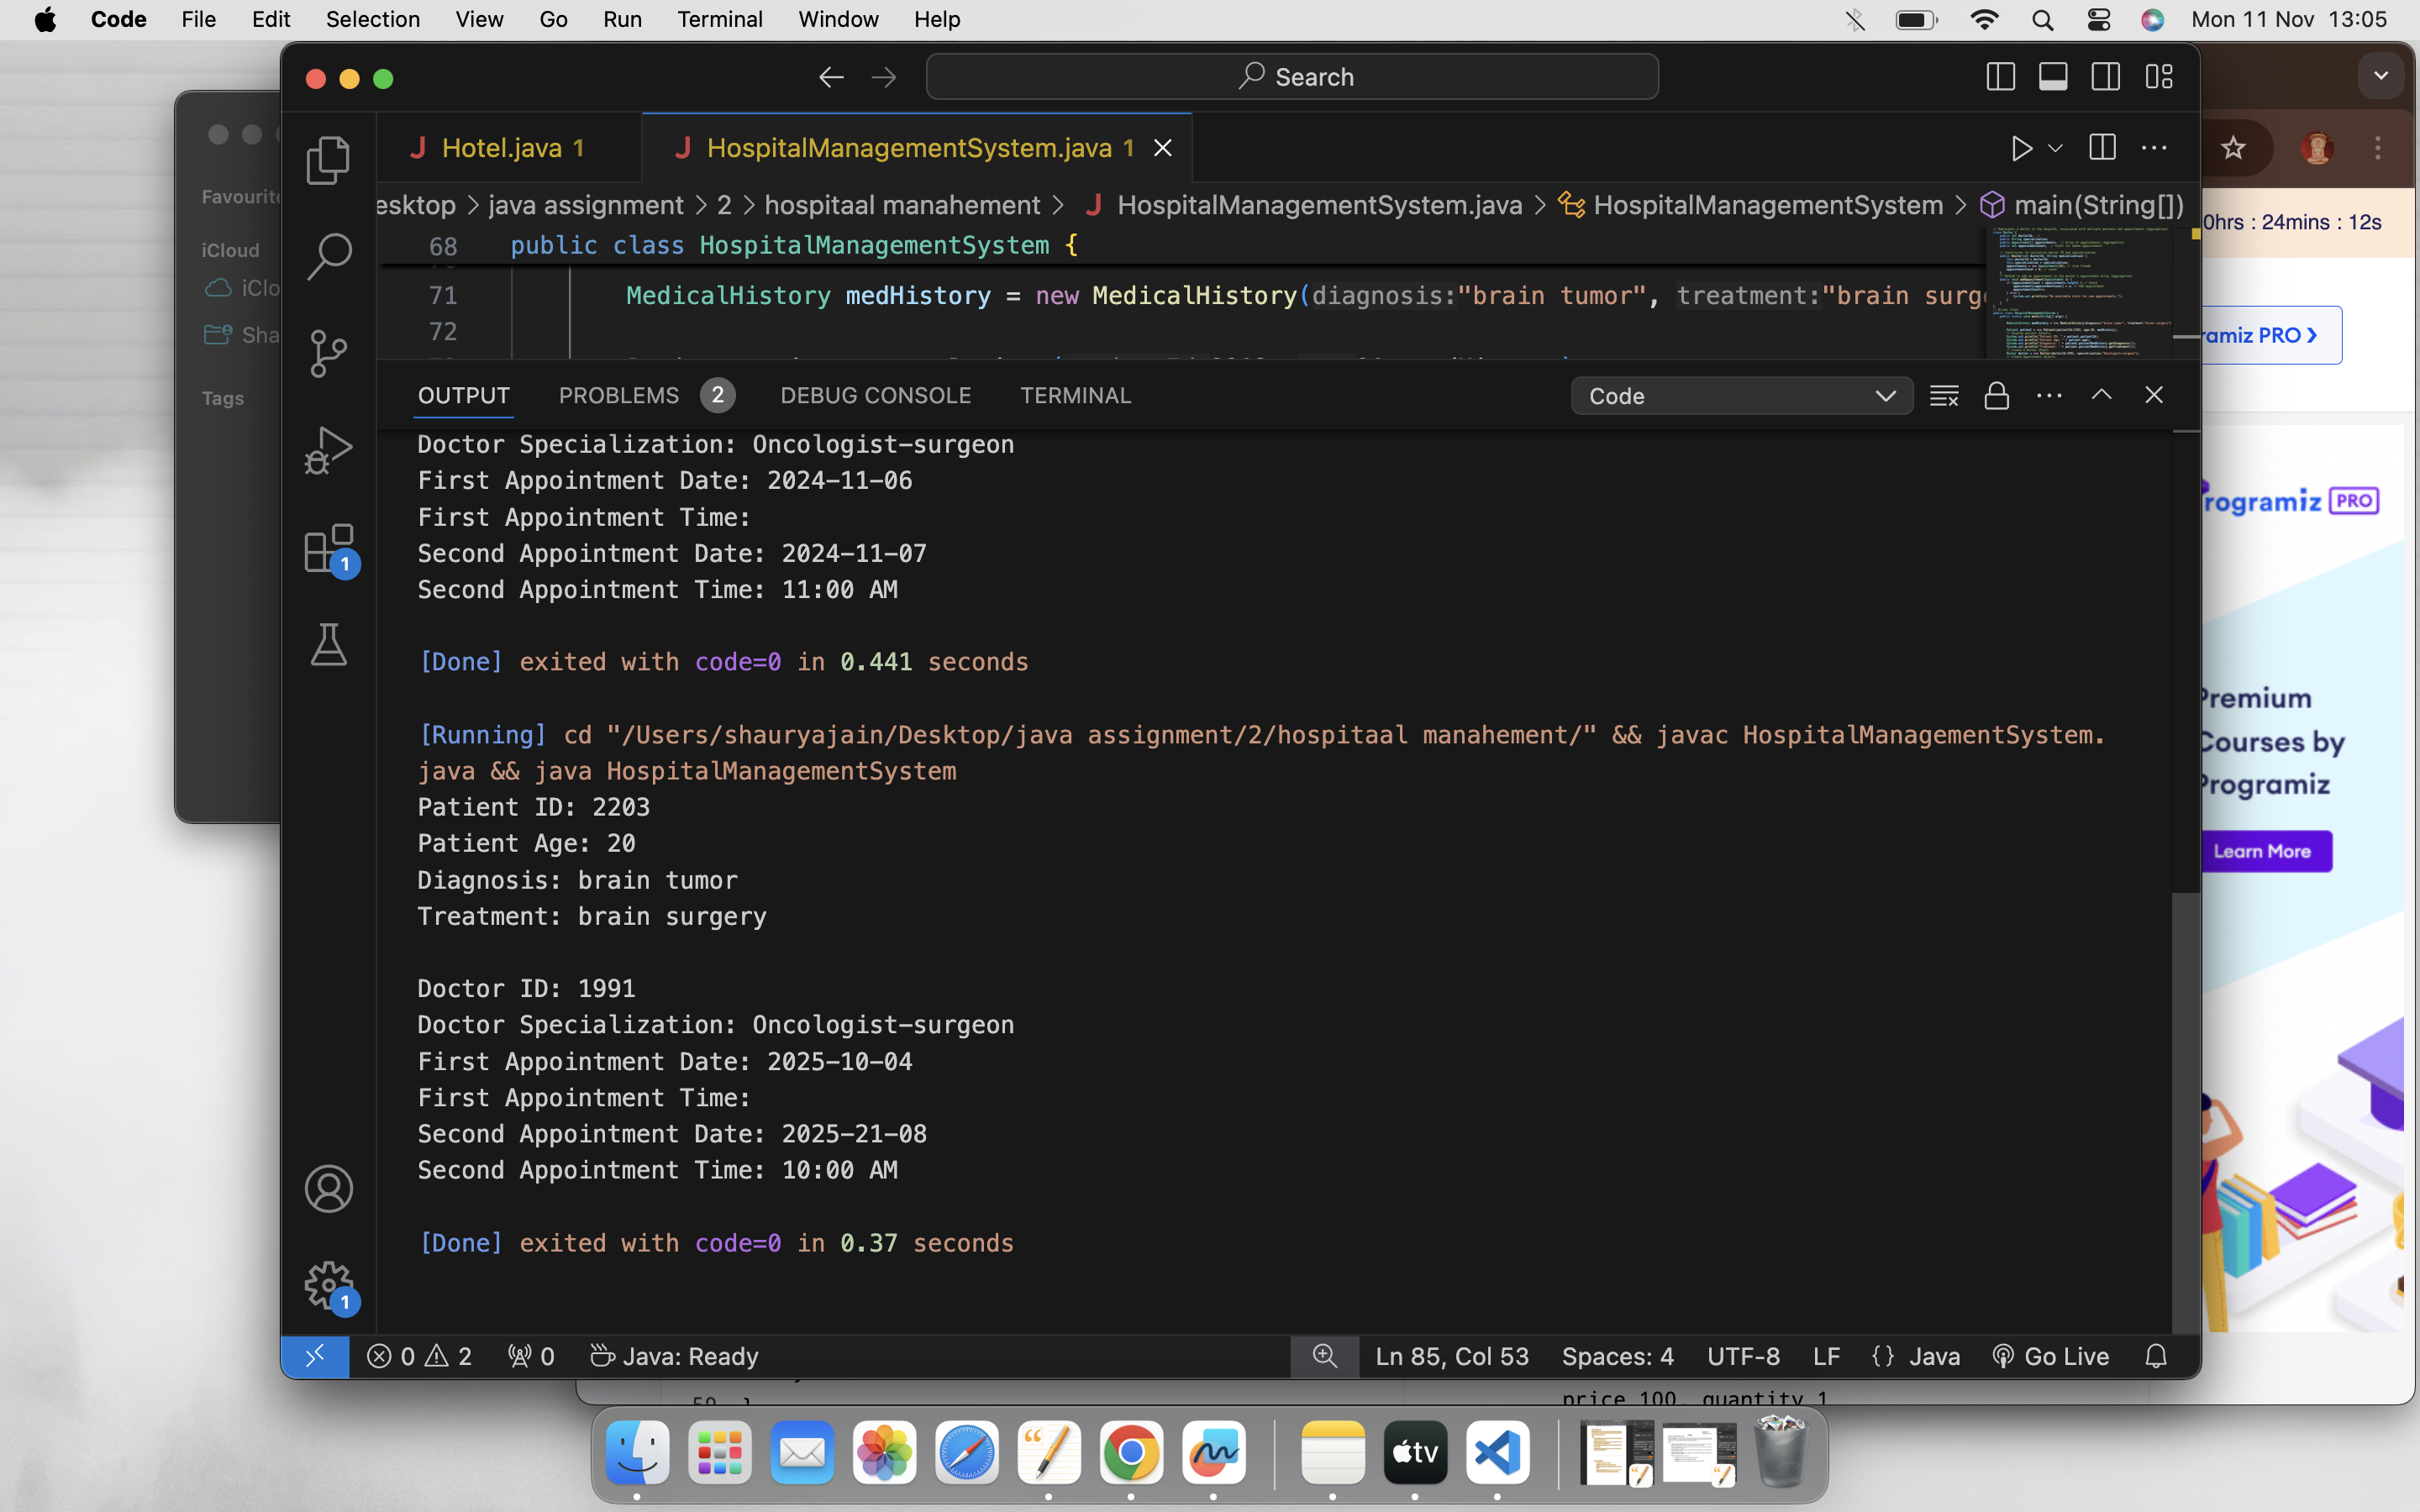 Code File Edit Selection View Go Run Terminal Window Help Mon 11 Nov 13:05
Search
Hotel.java 1 HospitalManagementSystem.java 1
esktop > java assignment > 2 > hospitaal manahement > HospitalManagementSystem.java > HospitalManagementSystem > main(String[])
68 public class HospitalManagementSystem {
71 MedicalHistory medHistory = new MedicalHistory(diagnosis:"brain tumor", treatment:"brain surge
72
OUTPUT PROBLEMS 2 DEBUG CONSOLE TERMINAL Code
Doctor Specialization: Oncologist-surgeon
First Appointment Date: 2024-11-06
First Appointment Time:
Second Appointment Date: 2024-11-07
Second Appointment Time: 11:00 AM
[Done] exited with code=0 in 0.441 seconds
[Running] cd "/Users/shauryajain/Desktop/java assignment/2/hospitaal manahement/" && javac HospitalManagementSystem.
java && java HospitalManagementSystem
Patient ID: 2203
Patient Age: 20
Diagnosis: brain tumor
Treatment: brain surgery
Doctor ID: 1991
Doctor Specialization: Oncologist-surgeon
First Appointment Date: 2025-10-04
First Appointment Time:
Second Appointment Date: 2025-21-08
Second Appointment Time: 10:00 AM
[Done] exited with code=0 in 0.37 seconds
1
1
0 2 0 Java: Ready Ln 85, Col 53 Spaces: 4 UTF-8 LF {} Java Go Live
Favourite
iCloud
iClo
Sha
Tags
0hrs : 24mins : 12s
ramiz PRO
rogramiz PRO
Premium
Courses by
Programiz
Learn More
price 100, quantity 1
tv